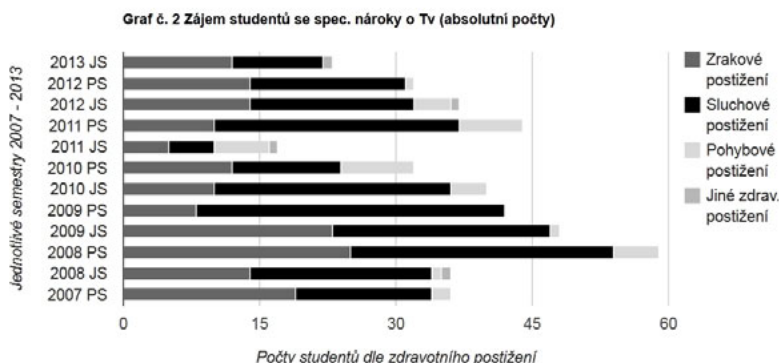 Graf č. 2 Zájem studentů se spec. nároky o Tv (absolutní počty)
Jednotlivé semestry 2007 - 2013
2013 JS
2012 PS
2012 JS
2011 PS
2011 JS
2010 PS
2010 JS
2009 PS
2009 JS
2008 PS
2008 JS
2007 PS
0 15 30 45 60
Počty studentů dle zdravotního postižení
Zrakové
postižení
Sluchové
postižení
Pohybové
postižení
Jiné zdrav.
postižení